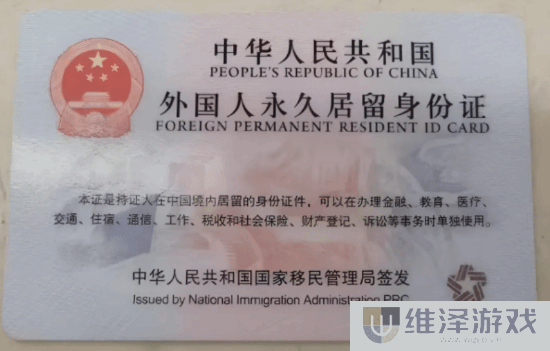 中华人民共和国
PEOPLE'S REPUBLIC OF CHINA
外国人永久居留身份证
FOREIGN PERMANENT RESIDENT ID CARD
本证是持证人在中国境内居留的身份证件，可以在办理金融、教育、医疗、
交通、住宿、通信、工作、税收和社会保险、财产登记、诉讼等事务时单独使用。
中华人民共和国国家移民管理局签发
Issued by National Immigration Administration PRC
维泽游戏